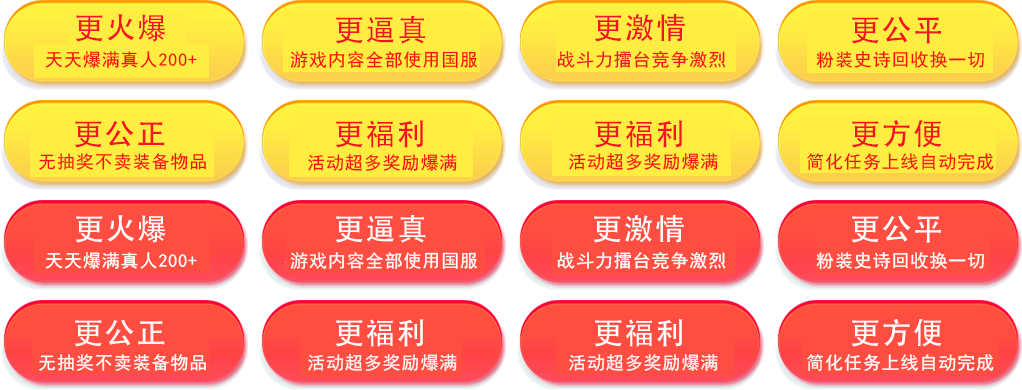 更火爆
天天爆满真人200+
更逼真
游戏内容全部使用国服
更激情
战斗力擂台竞争激烈
更公平
粉装史诗回收换一切
更公正
无抽奖不卖装备物品
更福利
活动超多奖励爆满
更福利
活动超多奖励爆满
更方便
简化任务上线自动完成
更火爆
天天爆满真人200+
更逼真
游戏内容全部使用国服
更激情
战斗力擂台竞争激烈
更公平
粉装史诗回收换一切
更公正
无抽奖不卖装备物品
更福利
活动超多奖励爆满
更福利
活动超多奖励爆满
更方便
简化任务上线自动完成